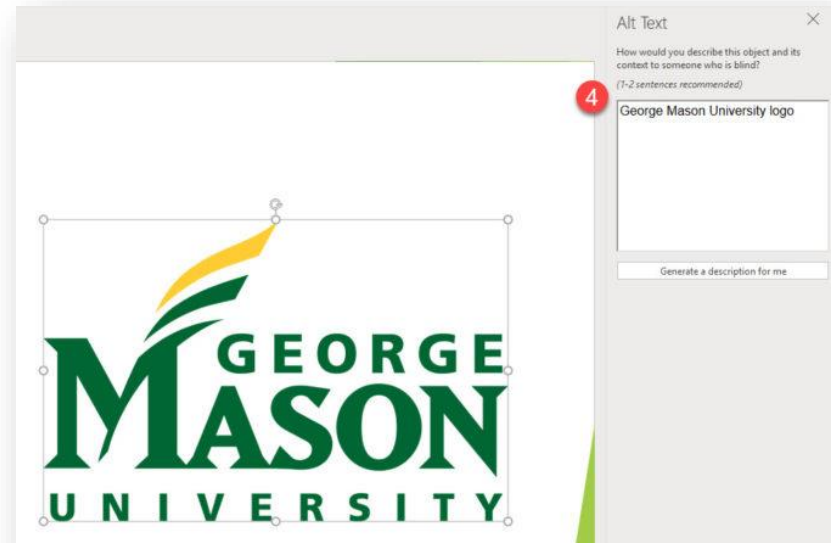 Alt Text
How would you describe this object and its
context to someone who is blind?
(1-2 sentences recommended)
4
George Mason University logo
Generate a description for me
GEORGE
MASON
UNIVERSITY